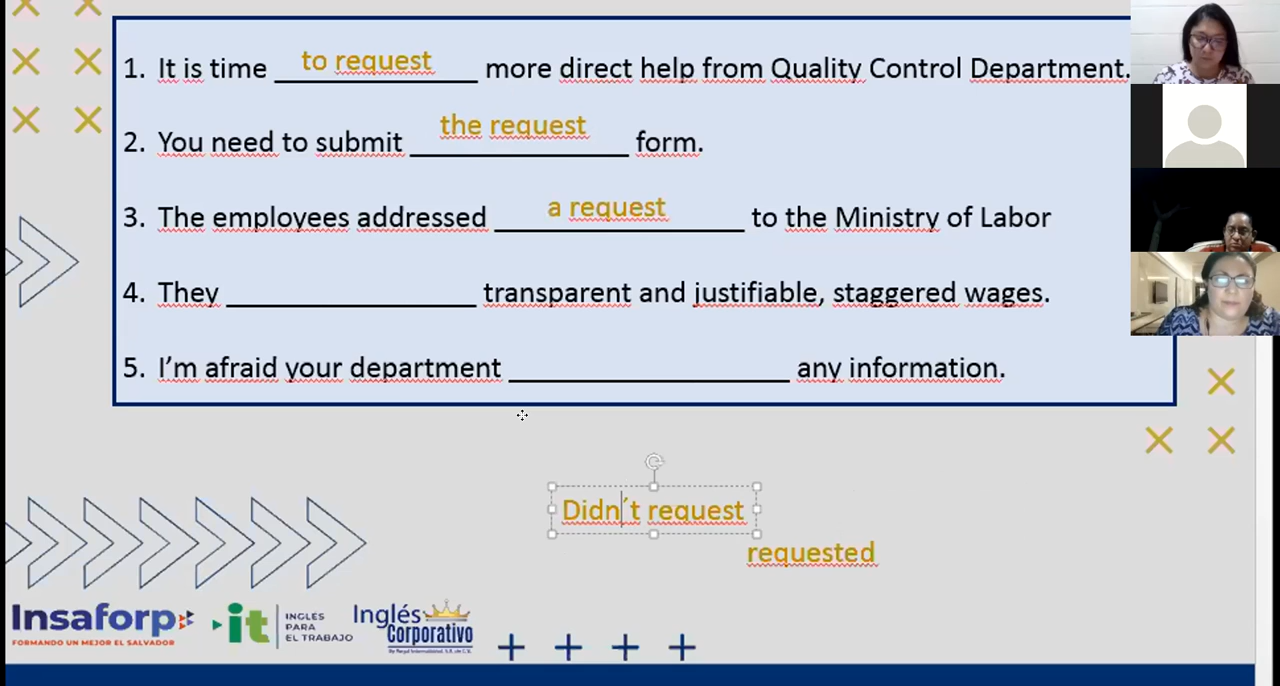 1. It is time to request more direct help from Quality Control Department.
2. You need to submit the request form.
3. The employees addressed a request to the Ministry of Labor
4. They ______________ transparent and justifiable, staggered wages.
5. I'm afraid your department ______________ any information.
Didn´t request
requested
Insaforp
FORMANDO UN MEJOR EL SALVADOR
it
INGLÉS
PARA
EL TRABAJO
Inglés
Corporativo